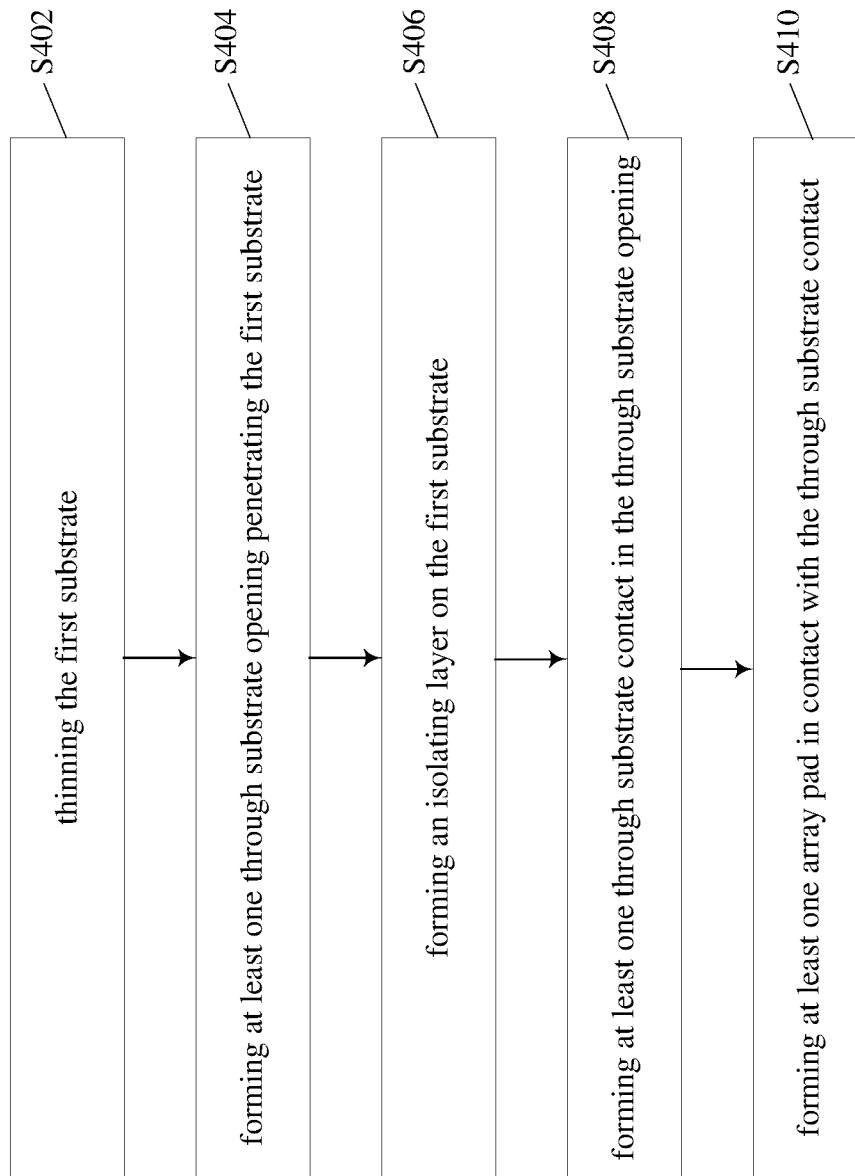 S402
thinning the first substrate
S404
forming at least one through substrate opening penetrating the first substrate
S406
forming an isolating layer on the first substrate
S408
forming at least one through substrate contact in the through substrate opening
S410
forming at least one array pad in contact with the through substrate contact